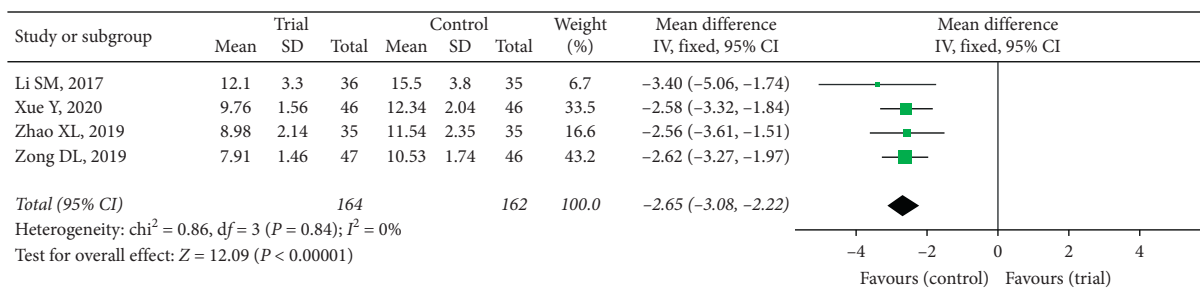 Study or subgroup Trial Control Weight (%) Mean difference IV, fixed, 95% CI Mean difference IV, fixed, 95% CI
Mean SD Total Mean SD Total
Li SM, 2017 12.1 3.3 36 15.5 3.8 35 6.7 −3.40 (−5.06, −1.74)
Xue Y, 2020 9.76 1.56 46 12.34 2.04 46 33.5 −2.58 (−3.32, −1.84)
Zhao XL, 2019 8.98 2.14 35 11.54 2.35 35 16.6 −2.56 (−3.61, −1.51)
Zong DL, 2019 7.91 1.46 47 10.53 1.74 46 43.2 −2.62 (−3.27, −1.97)
Total (95% CI) 164 162 100.0 −2.65 (−3.08, −2.22)
Heterogeneity: chi² = 0.86, df = 3 (P = 0.84); I² = 0%
Test for overall effect: Z = 12.09 (P < 0.00001)
−4 −2 0 2 4
Favours (control) Favours (trial)